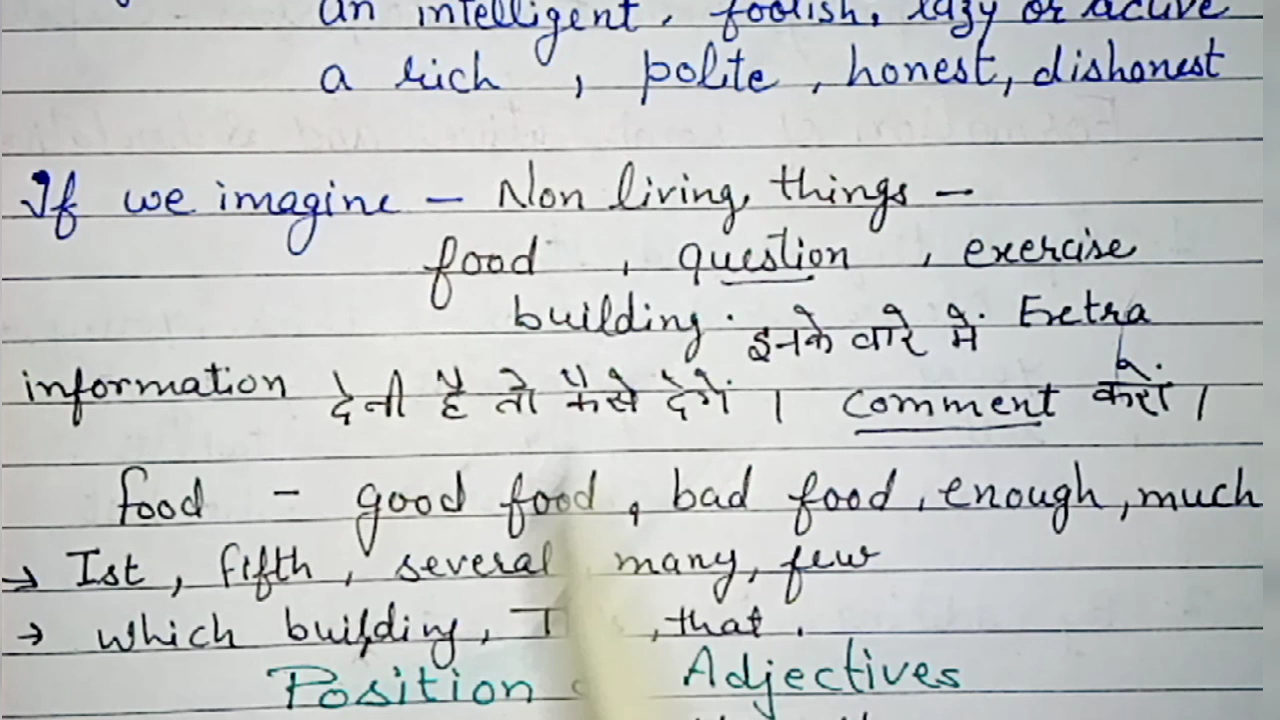 an intelligent, foolish, lazy or active
a rich , polite , honest, dishonest
If we imagine – Non living, things –
food , question , exercise
building. इनके वारे में Extra
information देनी है तो कैसे देगें । comment करों ।
food – good food, bad food, enough, much
→ Ist, fifth, several many, few
→ which building, , that.
Position Adjectives